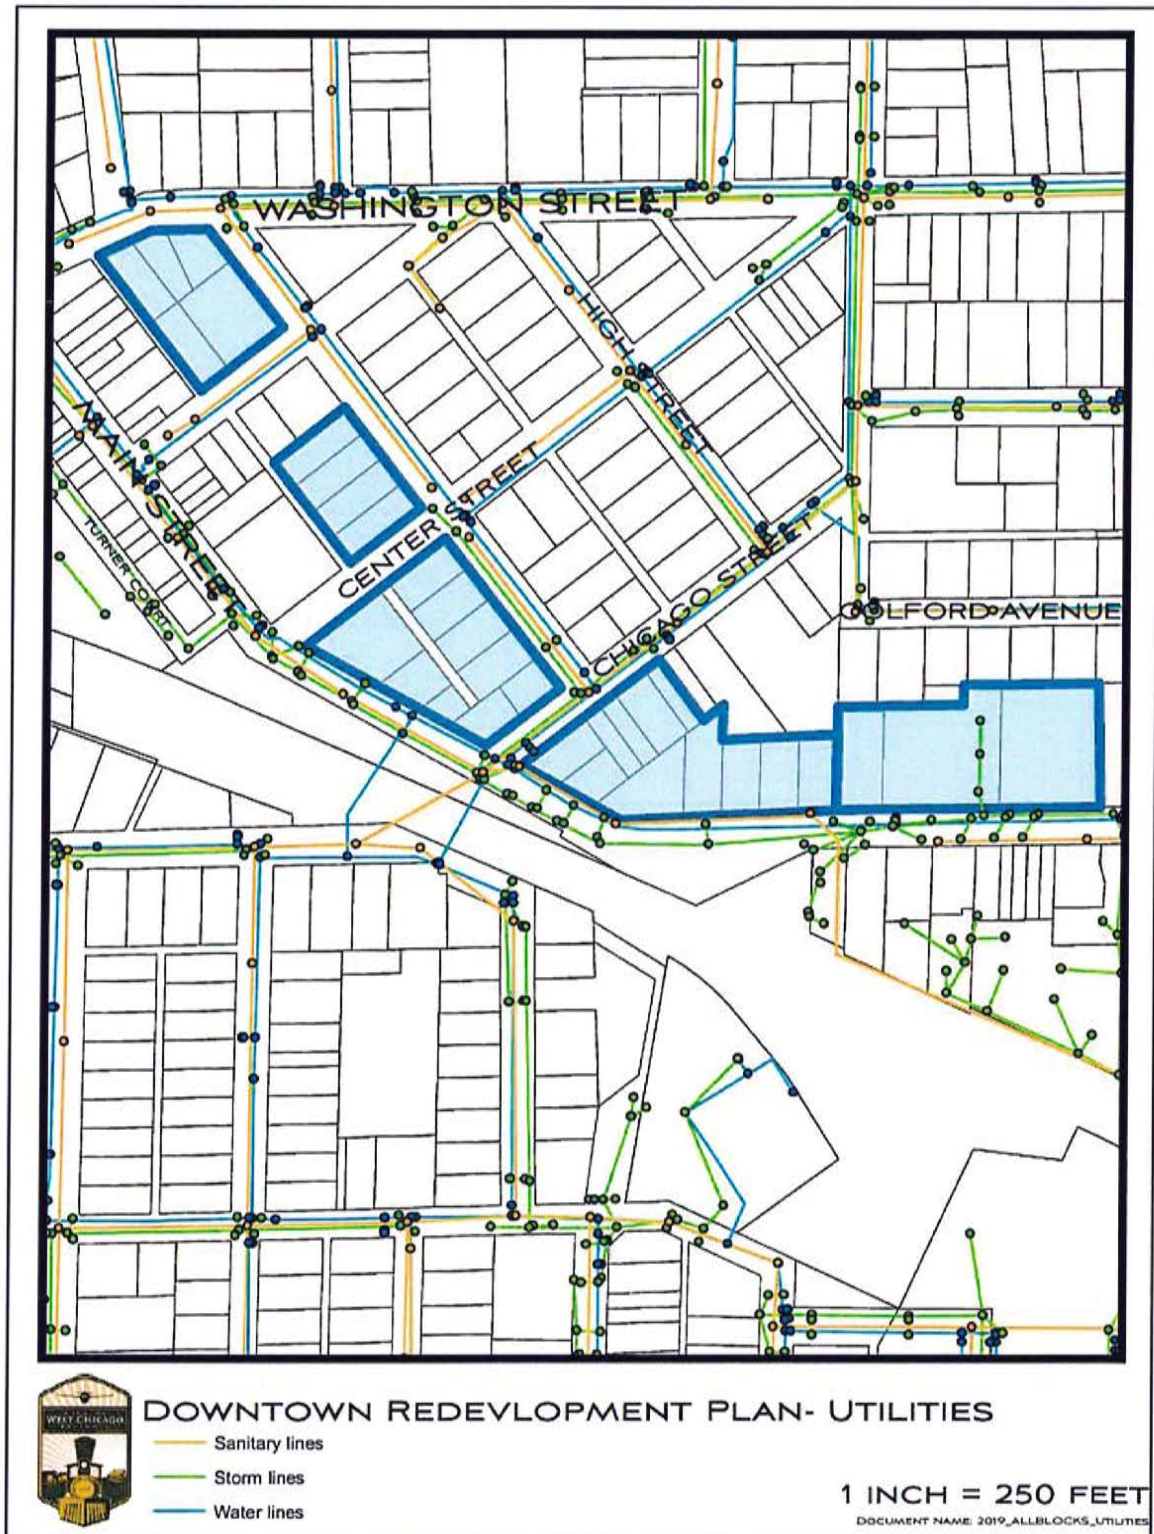 WASHINGTON STREET
HIGH STREET
MAIN STREET
CENTER STREET
TURNER COURT
CHICAGO STREET
GOLFORD AVENUE
WEST CHICAGO
DOWNTOWN REDEVLOPMENT PLAN- UTILITIES
Sanitary lines
Storm lines
Water lines
1 INCH = 250 FEET
DOCUMENT NAME: 2019_ALLBLOCKS_UTILITIES